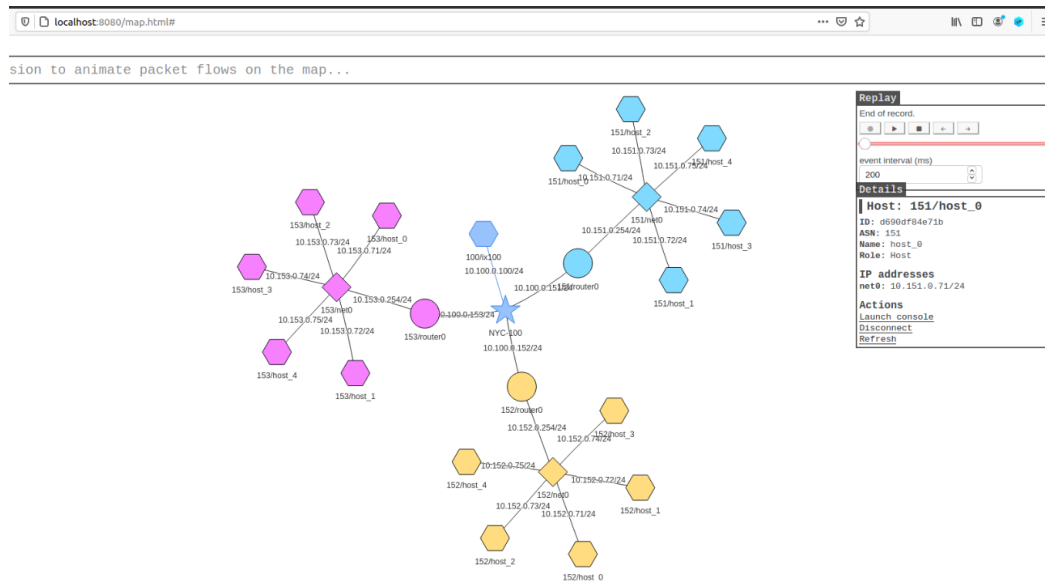 localhost:8080/map.html#
sion to animate packet flows on the map...
Replay
End of record.
event interval (ms)
200
Details
Host: 151/host_0
ID: d690df84e71b
ASN: 151
Name: host_0
Role: Host
IP addresses
net0: 10.151.0.71/24
Actions
Launch console
Disconnect
Refresh
151/host_2
10.151.0.73/24
151/host_4
10.151.0.75/24
151/host_0
10.151.0.71/24
151/net0
10.151.0.74/24
151/host_3
10.151.0.254/24
10.151.0.72/24
151/host_1
151/router0
10.100.0.151/24
100/ix100
10.100.0.100/24
NYC-100
10.100.0.153/24
10.100.0.152/24
153/host_2
153/host_0
10.153.0.73/24
10.153.0.71/24
153/host_3
10.153.0.74/24
153/net0
10.153.0.254/24
153/router0
10.153.0.75/24
10.153.0.72/24
153/host_4
153/host_1
152/router0
10.152.0.254/24
152/host_3
10.152.0.74/24
152/host_4
10.152.0.75/24
152/net0
10.152.0.72/24
152/host_1
10.152.0.73/24
10.152.0.71/24
152/host_2
152/host_0